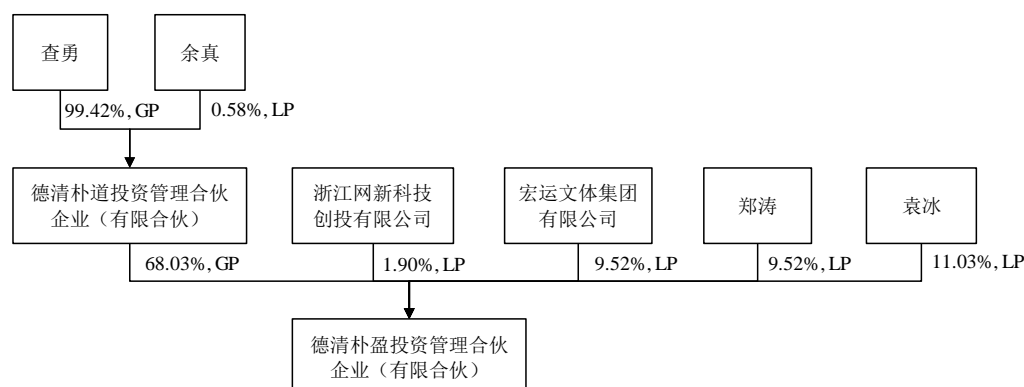 查勇
余真
99.42%, GP
0.58%, LP
德清朴道投资管理合伙
企业（有限合伙）
浙江网新科技
创投有限公司
宏运文体集团
有限公司
郑涛
袁冰
68.03%, GP
1.90%, LP
9.52%, LP
9.52%, LP
11.03%, LP
德清朴盈投资管理合伙
企业（有限合伙）